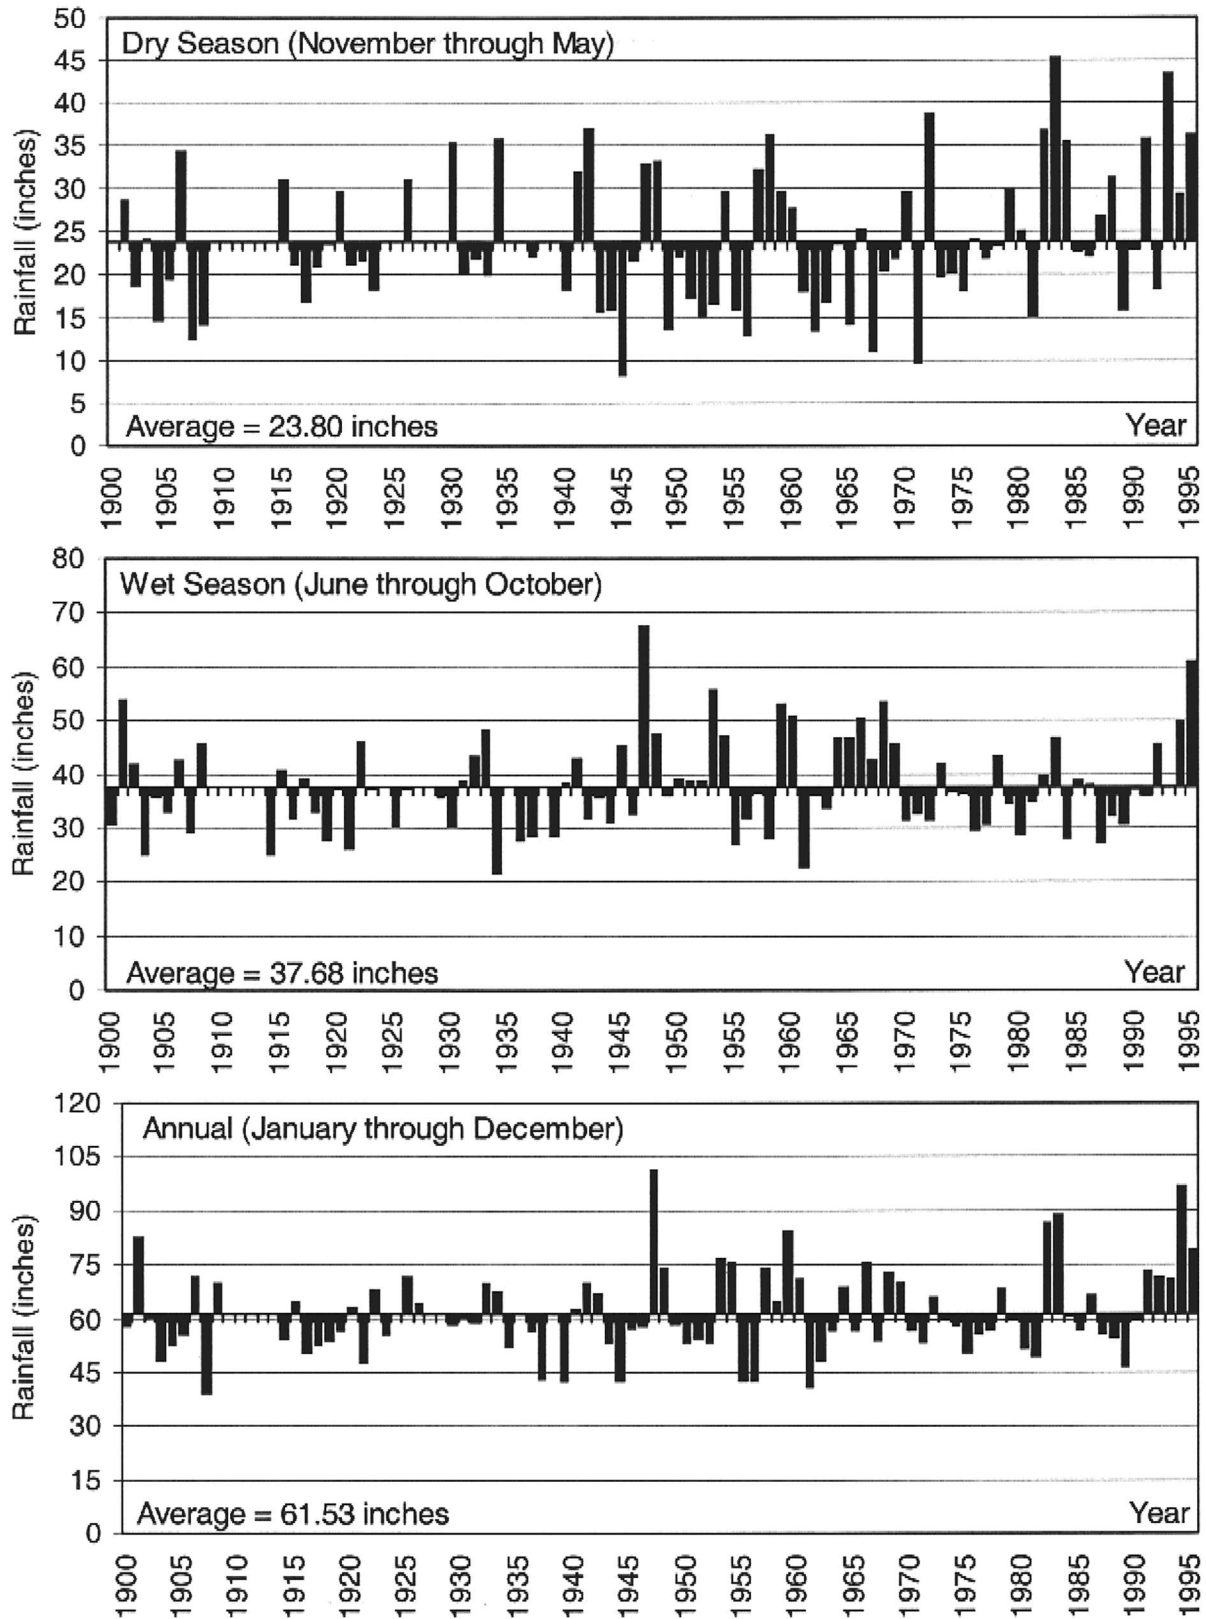 Dry Season (November through May)
Rainfall (inches)
50
45
40
35
30
25
20
15
10
5
0
Average = 23.80 inches
Year
1900 1905 1910 1915 1920 1925 1930 1935 1940 1945 1950 1955 1960 1965 1970 1975 1980 1985 1990 1995
Wet Season (June through October)
Rainfall (inches)
80
70
60
50
40
30
20
10
0
Average = 37.68 inches
Year
1900 1905 1910 1915 1920 1925 1930 1935 1940 1945 1950 1955 1960 1965 1970 1975 1980 1985 1990 1995
Annual (January through December)
Rainfall (inches)
120
105
90
75
60
45
30
15
0
Average = 61.53 inches
Year
1900 1905 1910 1915 1920 1925 1930 1935 1940 1945 1950 1955 1960 1965 1970 1975 1980 1985 1990 1995